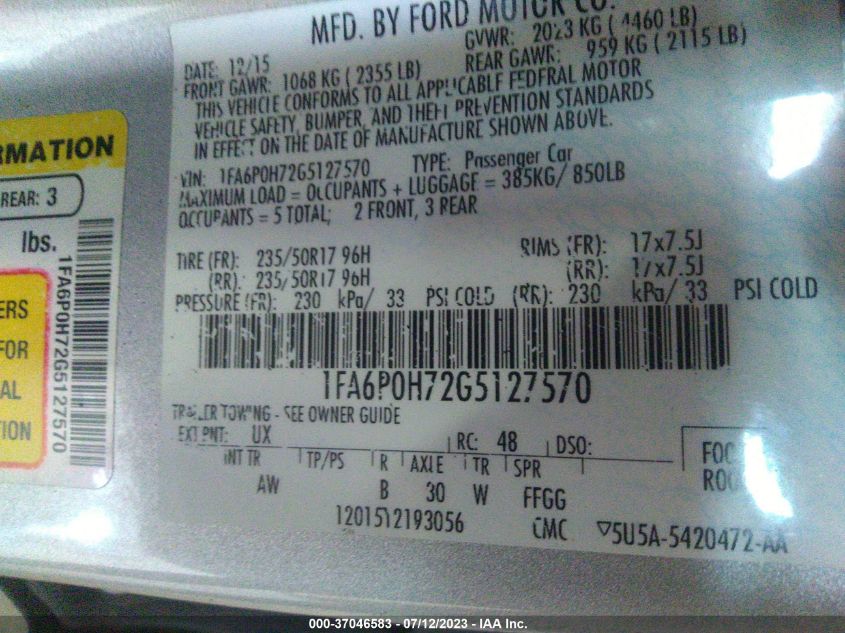 MFD. BY FORD MOTOR CO.
DATE: 12/15 GVWR: 2023 KG ( 4460 LB)
FRONT GAWR: 1068 KG ( 2355 LB) REAR GAWR: 959 KG ( 2115 LB)
THIS VEHICLE CONFORMS TO ALL APPLICABLE FEDERAL MOTOR
VEHICLE SAFETY, BUMPER, AND THEFT PREVENTION STANDARDS
IN EFFECT ON THE DATE OF MANUFACTURE SHOWN ABOVE.
VIN: 1FA6P0H72G5127570 TYPE: Passenger Car
MAXIMUM LOAD = OCCUPANTS + LUGGAGE = 385KG/ 850LB
OCCUPANTS = 5 TOTAL; 2 FRONT, 3 REAR
TIRE (FR): 235/50R17 96H RIMS (FR): 17x7.5J
(RR): 235/50R17 96H (RR): 17x7.5J
PRESSURE (FR): 230 kPa/ 33 PSI COLD (RR): 230 kPa/ 33 PSI COLD
1FA6P0H72G5127570
TRAILER TOWING - SEE OWNER GUIDE
EXT PNT: UX RC: 48 DSO:
INT TR TP/PS R AXLE TR SPR
AW B 30 W FFGG
1201512193056 CMC 5U5A-5420472-AA
FOC
ROC
RMATION
REAR: 3
lbs.
1FA6P0H72G5127570
ERS
FOR
AL
TION
000-37046583 - 07/12/2023 - IAA Inc.